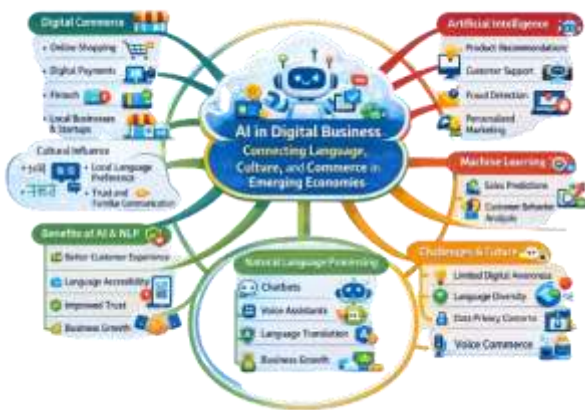 Digital Commerce
• Online Shopping
• Digital Payments
• Fintech
• Local Businesses
& Startups
Cultural Influence
• Local Language
Preference
• Trust and
Familiar Communication
Benefits of AI & NLP
Better Customer Experience
Language Accessibility
Improved Trust
Business Growth
AI in Digital Business
Connecting Language,
Culture, and Commerce in
Emerging Economies
Natural Language Processing
Chatbots
Voice Assistants
Language Translation
Business Growth
Artificial Intelligence
Product Recommendations
Customer Support
Fraud Detection
Personalized
Marketing
Machine Learning
Sales Predictions
Customer Behavior
Analysis
Challenges & Future
Limited Digital Awareness
Language Diversity
Data Privacy Concerns
Voice Commerce